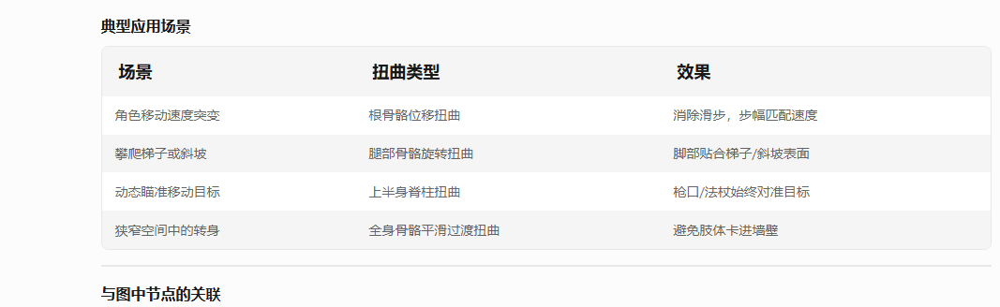 典型应用场景
场景 扭曲类型 效果
角色移动速度突变 根骨骼位移扭曲 消除滑步，步幅匹配速度
攀爬梯子或斜坡 腿部骨骼旋转扭曲 脚部贴合梯子/斜坡表面
动态瞄准移动目标 上半身脊柱扭曲 枪口/法杖始终对准目标
狭窄空间中的转身 全身骨骼平滑过渡扭曲 避免肢体卡进墙壁
与图中节点的关联